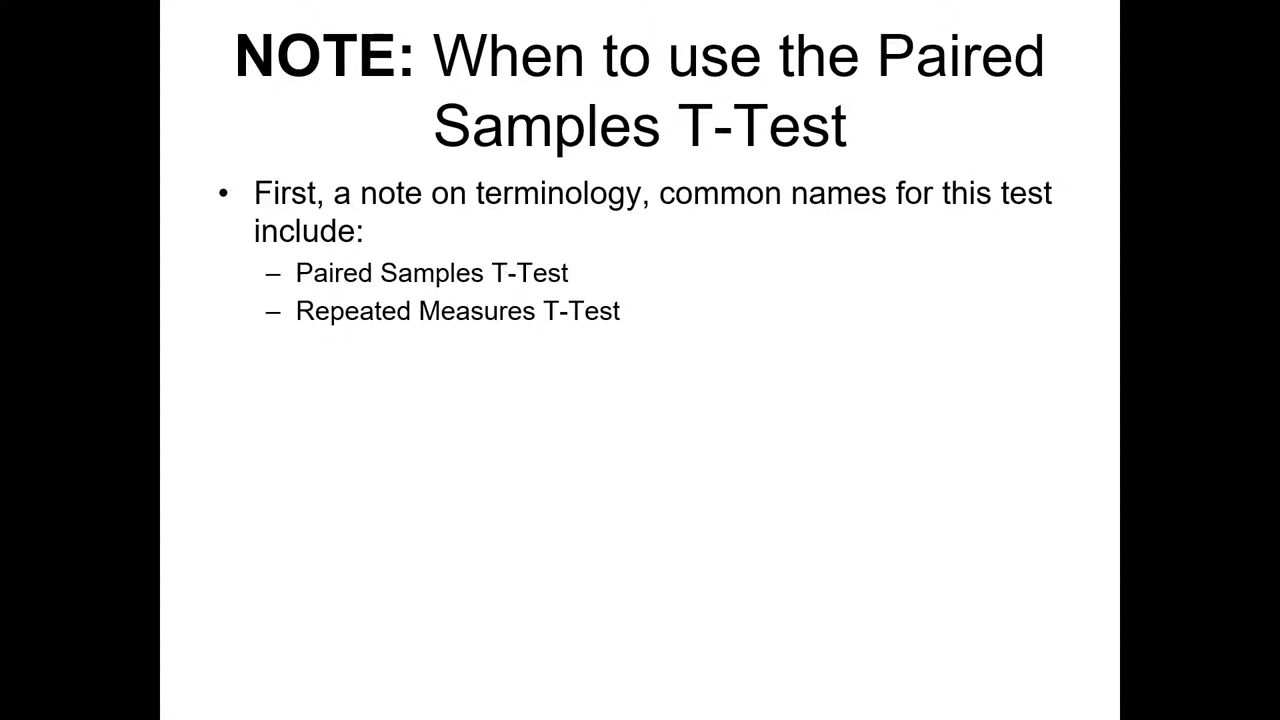 NOTE: When to use the Paired
Samples T-Test
• First, a note on terminology, common names for this test
include:
– Paired Samples T-Test
– Repeated Measures T-Test